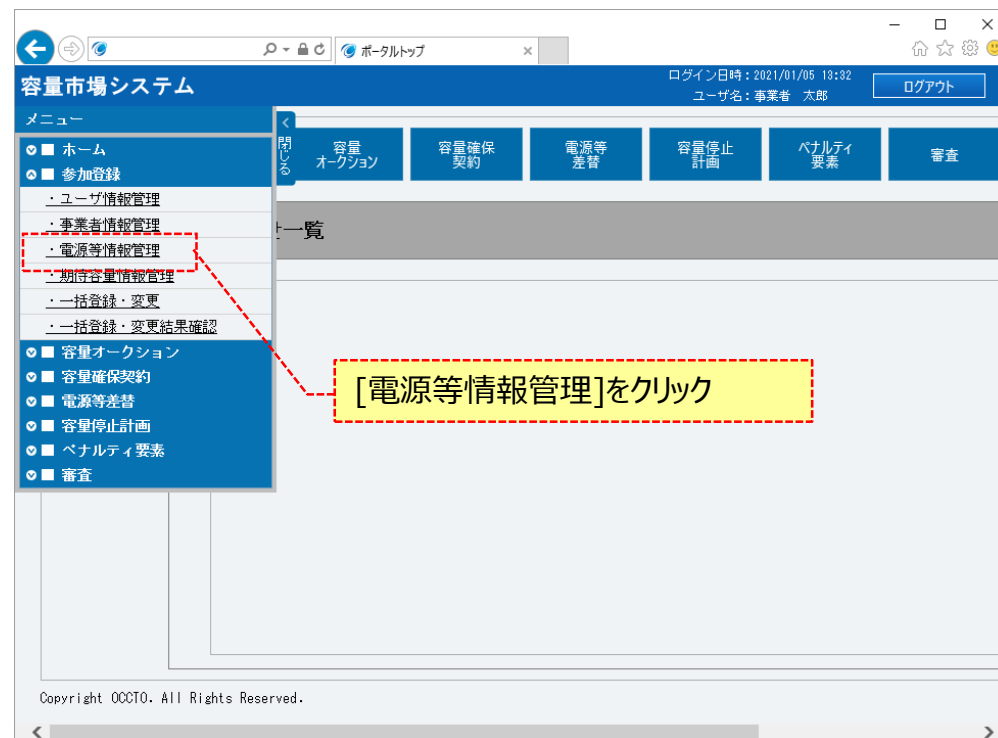 ポータルトップ
容量市場システム
ログイン日時：2021/01/05 13:32
ユーザ名：事業者　太郎
ログアウト
メニュー
閉じる
容量
オークション
容量確保
契約
電源等
差替
容量停止
計画
ペナルティ
要素
審査
ホーム
参加登録
・ユーザ情報管理
・事業者情報管理
・電源等情報管理
・期待容量情報管理
・一括登録・変更
・一括登録・変更結果確認
容量オークション
容量確保契約
電源等差替
容量停止計画
ペナルティ要素
審査
一覧
[電源等情報管理]をクリック
Copyright OCCTO. All Rights Reserved.